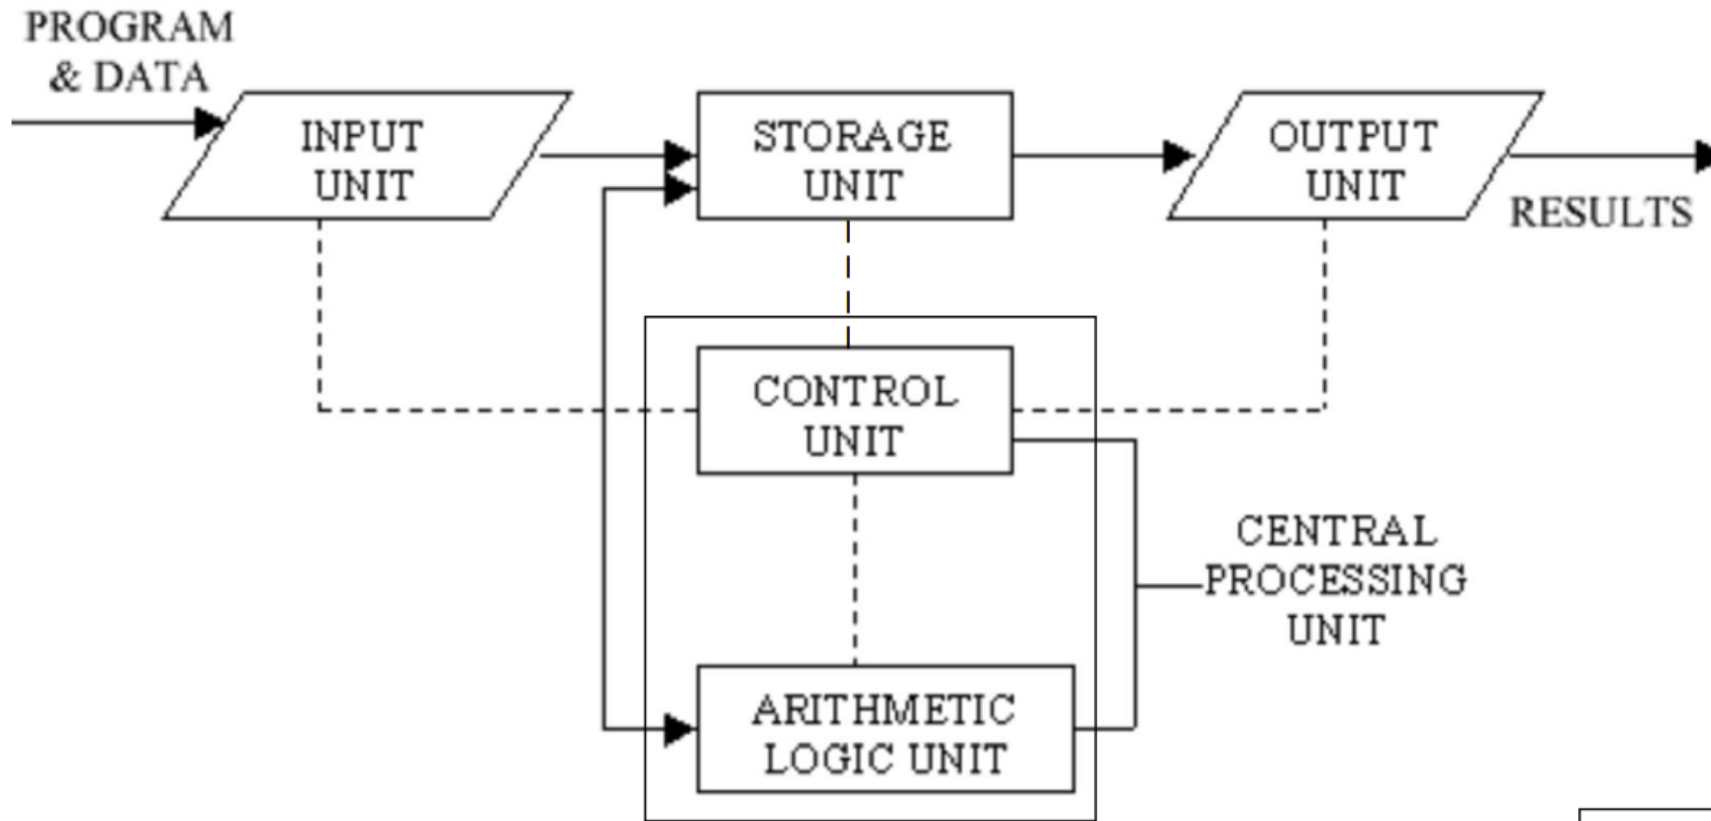 PROGRAM
& DATA
INPUT
UNIT
STORAGE
UNIT
OUTPUT
UNIT
RESULTS
CONTROL
UNIT
CENTRAL
PROCESSING
UNIT
ARITHMETIC
LOGIC UNIT